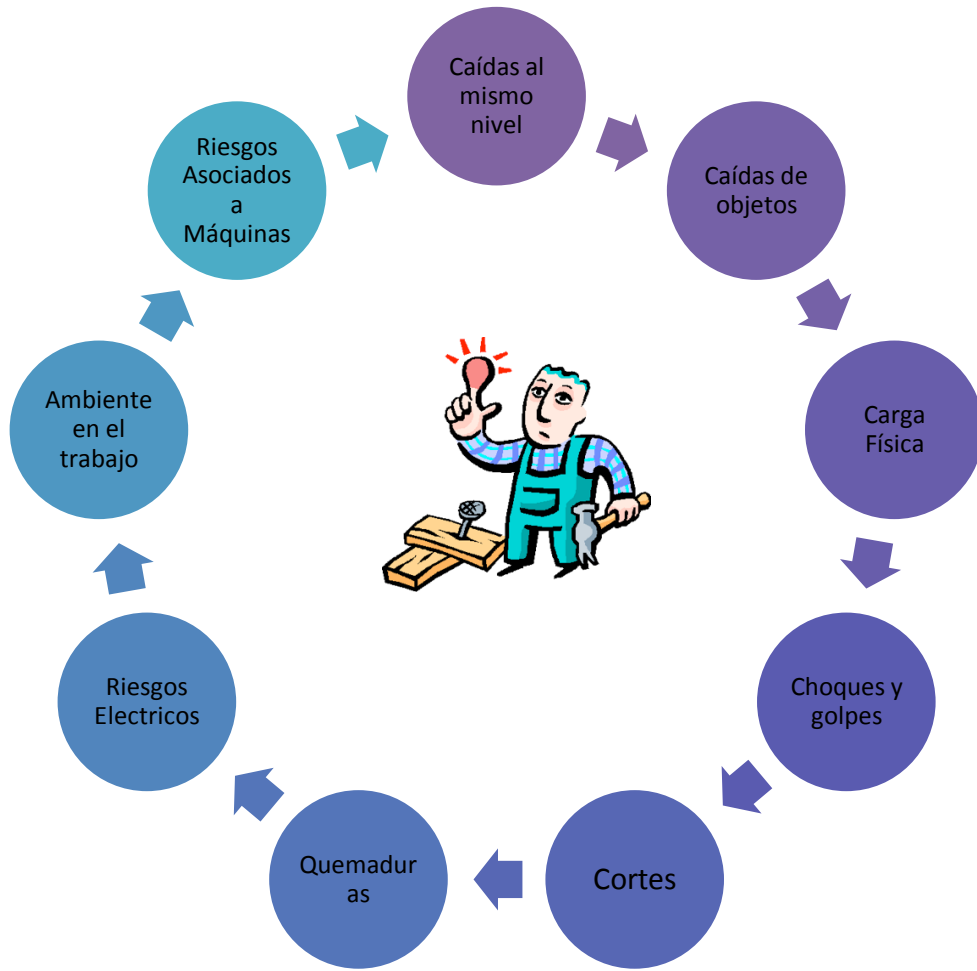 Caídas al
mismo
nivel
Caídas de
objetos
Carga
Física
Choques y
golpes
Cortes
Quemadur
as
Riesgos
Electricos
Ambiente
en el
trabajo
Riesgos
Asociados
a
Máquinas